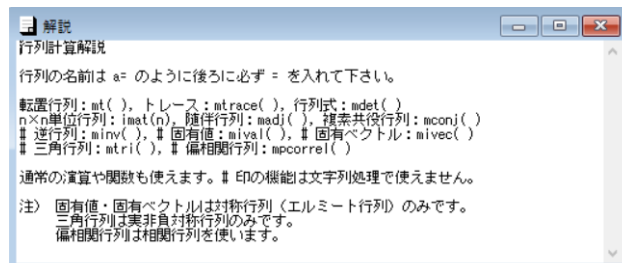 解説
行列計算解説
行列の名前は a= のように後ろに必ず = を入れて下さい。
転置行列：mt( ), トレース：mtrace( ), 行列式：mdet( )
n×n単位行列：imat(n), 随伴行列：madj( ), 複素共役行列：mconj( )
# 逆行列：minv( ), # 固有値：mival( ), # 固有ベクトル：mivec( )
# 三角行列：mtri( ), # 偏相関行列：mpcorrel( )
通常の演算や関数も使えます。# 印の機能は文字列処理で使えません。
注） 固有値・固有ベクトルは対称行列（エルミート行列）のみです。
三角行列は実非負対称行列のみです。
偏相関行列は相関行列を使います。